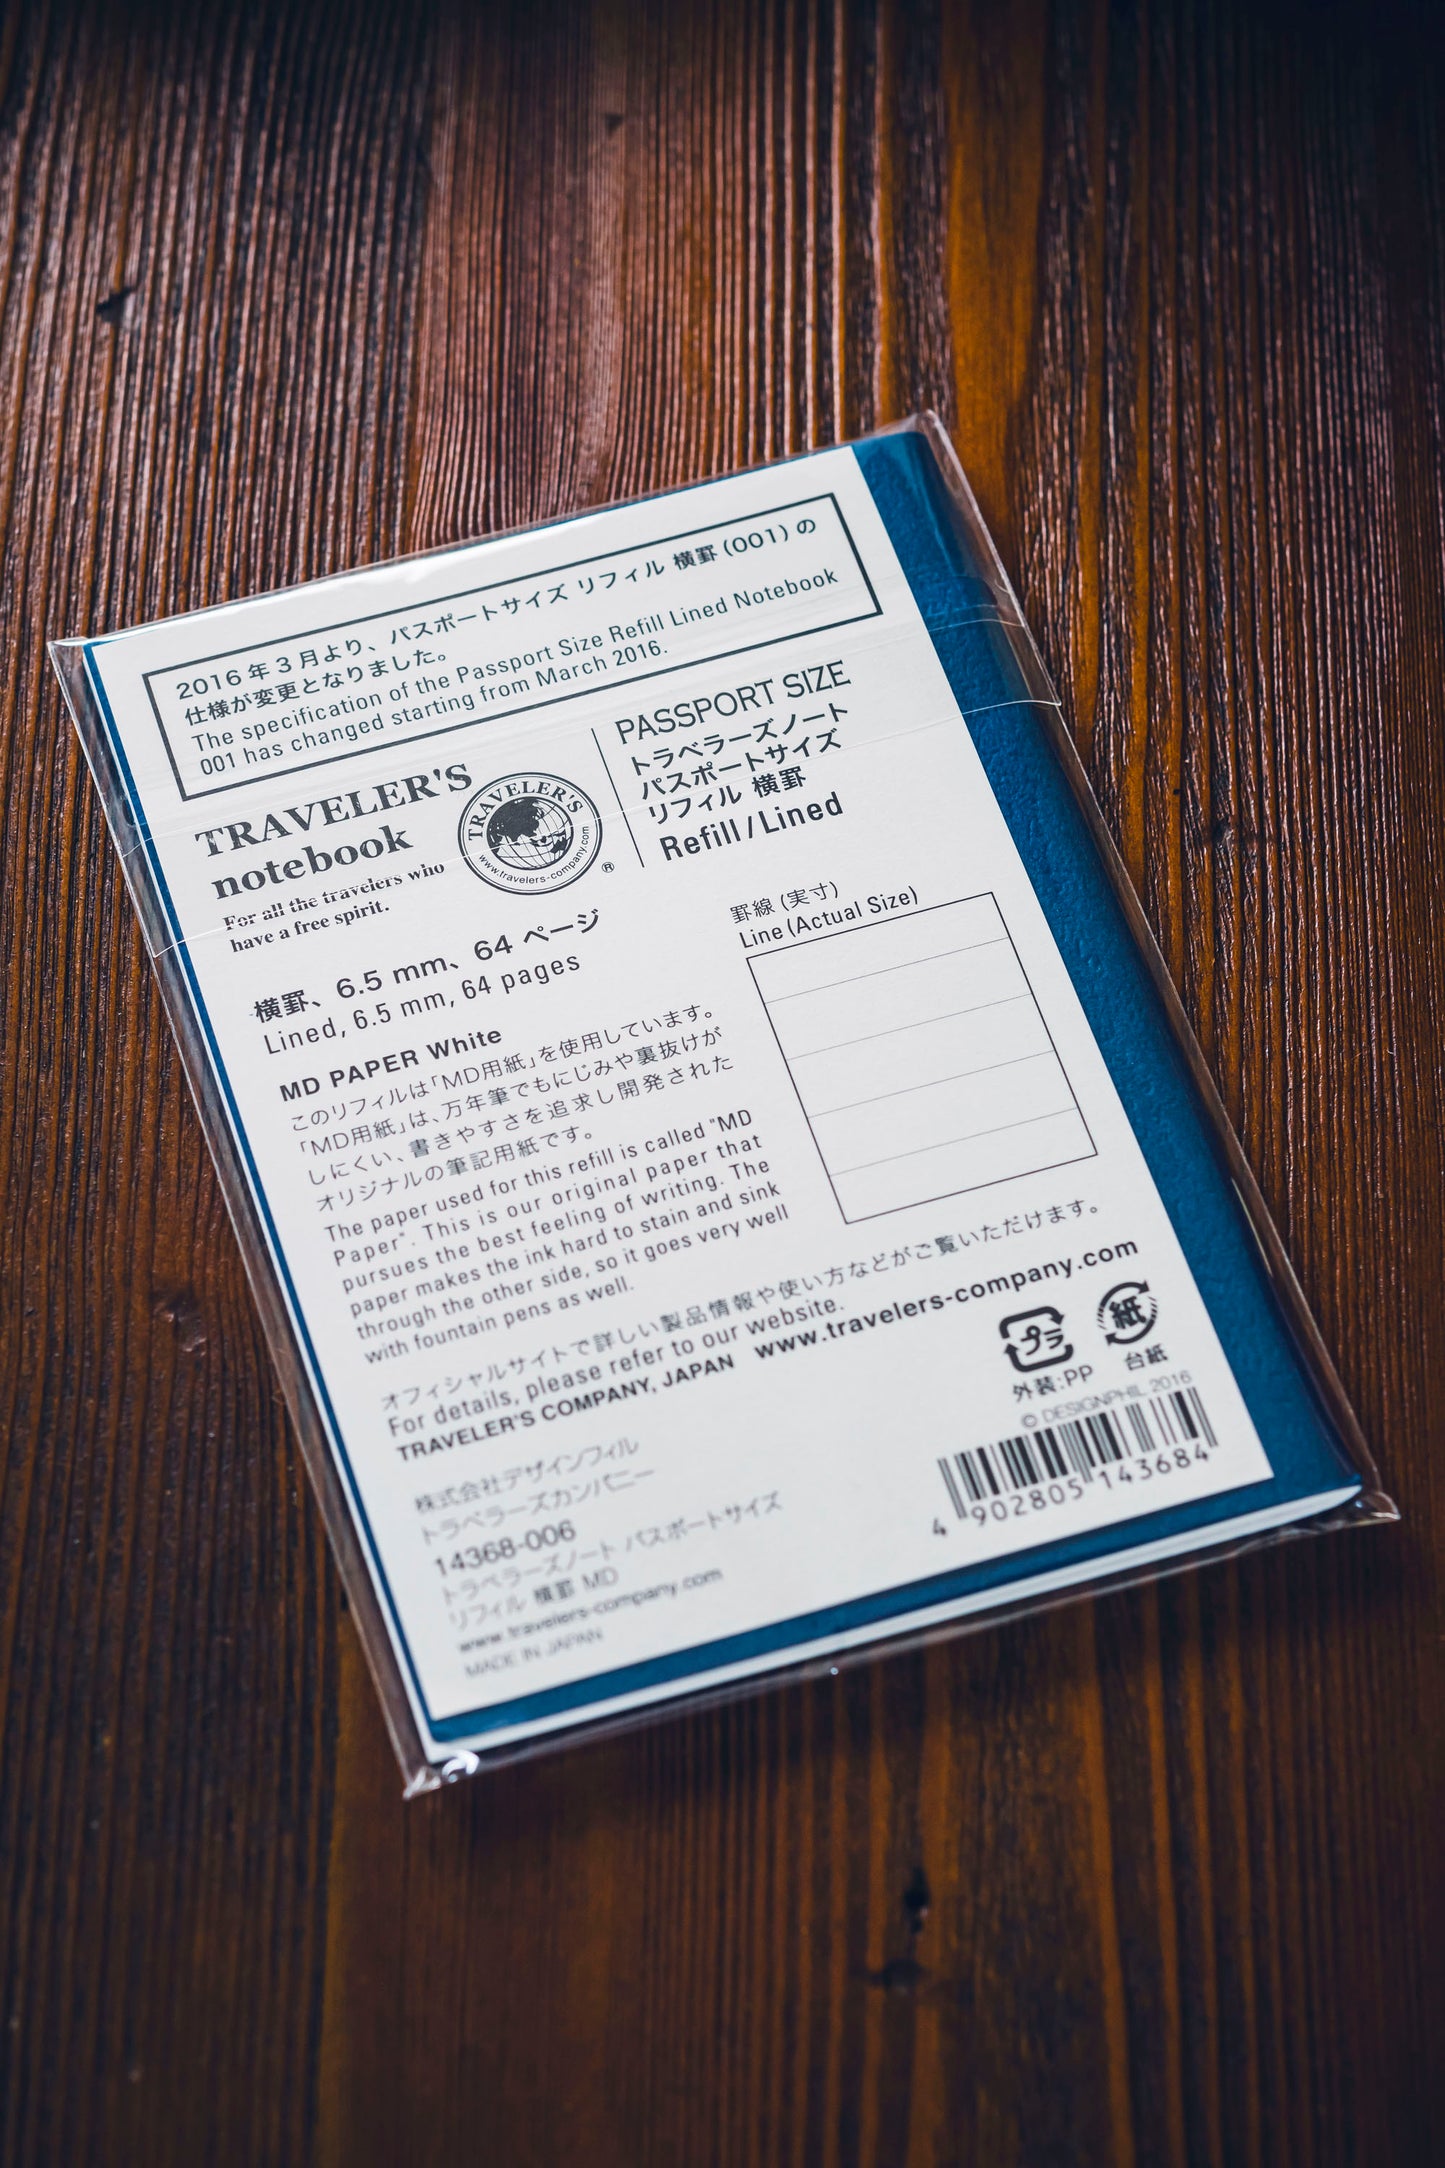 2016年3月より、パスポートサイズ リフィル 横罫（001）の
仕様が変更となりました。
The specification of the Passport Size Refill Lined Notebook
001 has changed starting from March 2016.
TRAVELER'S
notebook
For all the travelers who
have a free spirit.
TRAVELER'S
www.travelers-company.com
®
PASSPORT SIZE
トラベラーズノート
パスポートサイズ
リフィル 横罫
Refill / Lined
横罫、6.5 mm、64 ページ
Lined, 6.5 mm, 64 pages
罫線（実寸）
Line (Actual Size)
MD PAPER White
このリフィルは「MD用紙」を使用しています。
「MD用紙」は、万年筆でもにじみや裏抜けが
しにくい、書きやすさを追求し開発された
オリジナルの筆記用紙です。
The paper used for this refill is called "MD
Paper". This is our original paper that
pursues the best feeling of writing. The
paper makes the ink hard to stain and sink
through the other side, so it goes very well
with fountain pens as well.
オフィシャルサイトで詳しい製品情報や使い方などがご覧いただけます。
For details, please refer to our website.
TRAVELER'S COMPANY, JAPAN www.travelers-company.com
プラ
外装:PP
紙
台紙
© DESIGNPHIL 2016
4 902805 143684
株式会社デザインフィル
トラベラーズカンパニー
14368-006
トラベラーズノート パスポートサイズ
リフィル 横罫 MD
www.travelers-company.com
MADE IN JAPAN